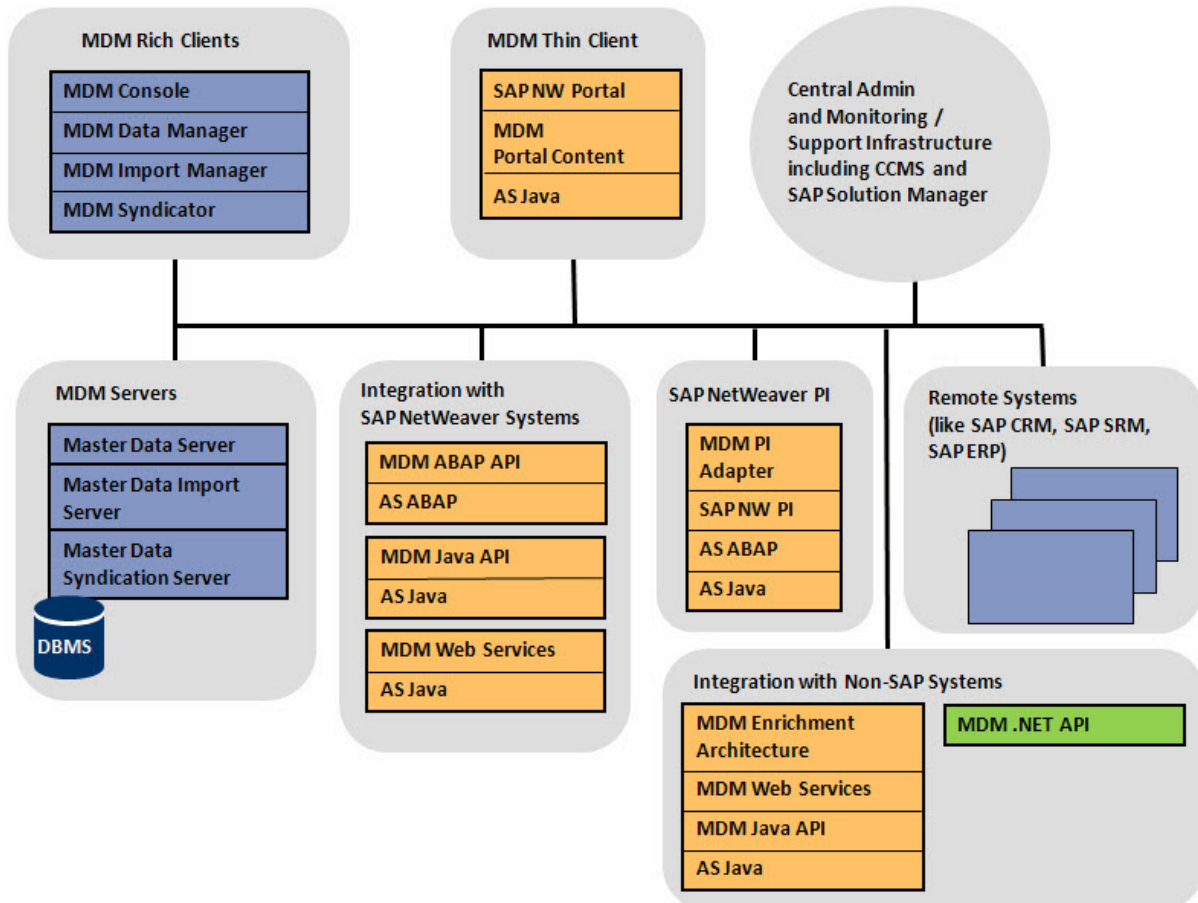 MDM Rich Clients
MDM Console
MDM Data Manager
MDM Import Manager
MDM Syndicator
MDM Thin Client
SAP NW Portal
MDM
Portal Content
AS Java
Central Admin
and Monitoring /
Support Infrastructure
including CCMS and
SAP Solution Manager
MDM Servers
Master Data Server
Master Data Import
Server
Master Data
Syndication Server
DBMS
Integration with
SAP NetWeaver Systems
MDM ABAP API
AS ABAP
MDM Java API
AS Java
MDM Web Services
AS Java
SAP NetWeaver PI
MDM PI
Adapter
SAP NW PI
AS ABAP
AS Java
Remote Systems
(like SAP CRM, SAP SRM,
SAP ERP)
Integration with Non-SAP Systems
MDM Enrichment
Architecture
MDM Web Services
MDM Java API
AS Java
MDM .NET API